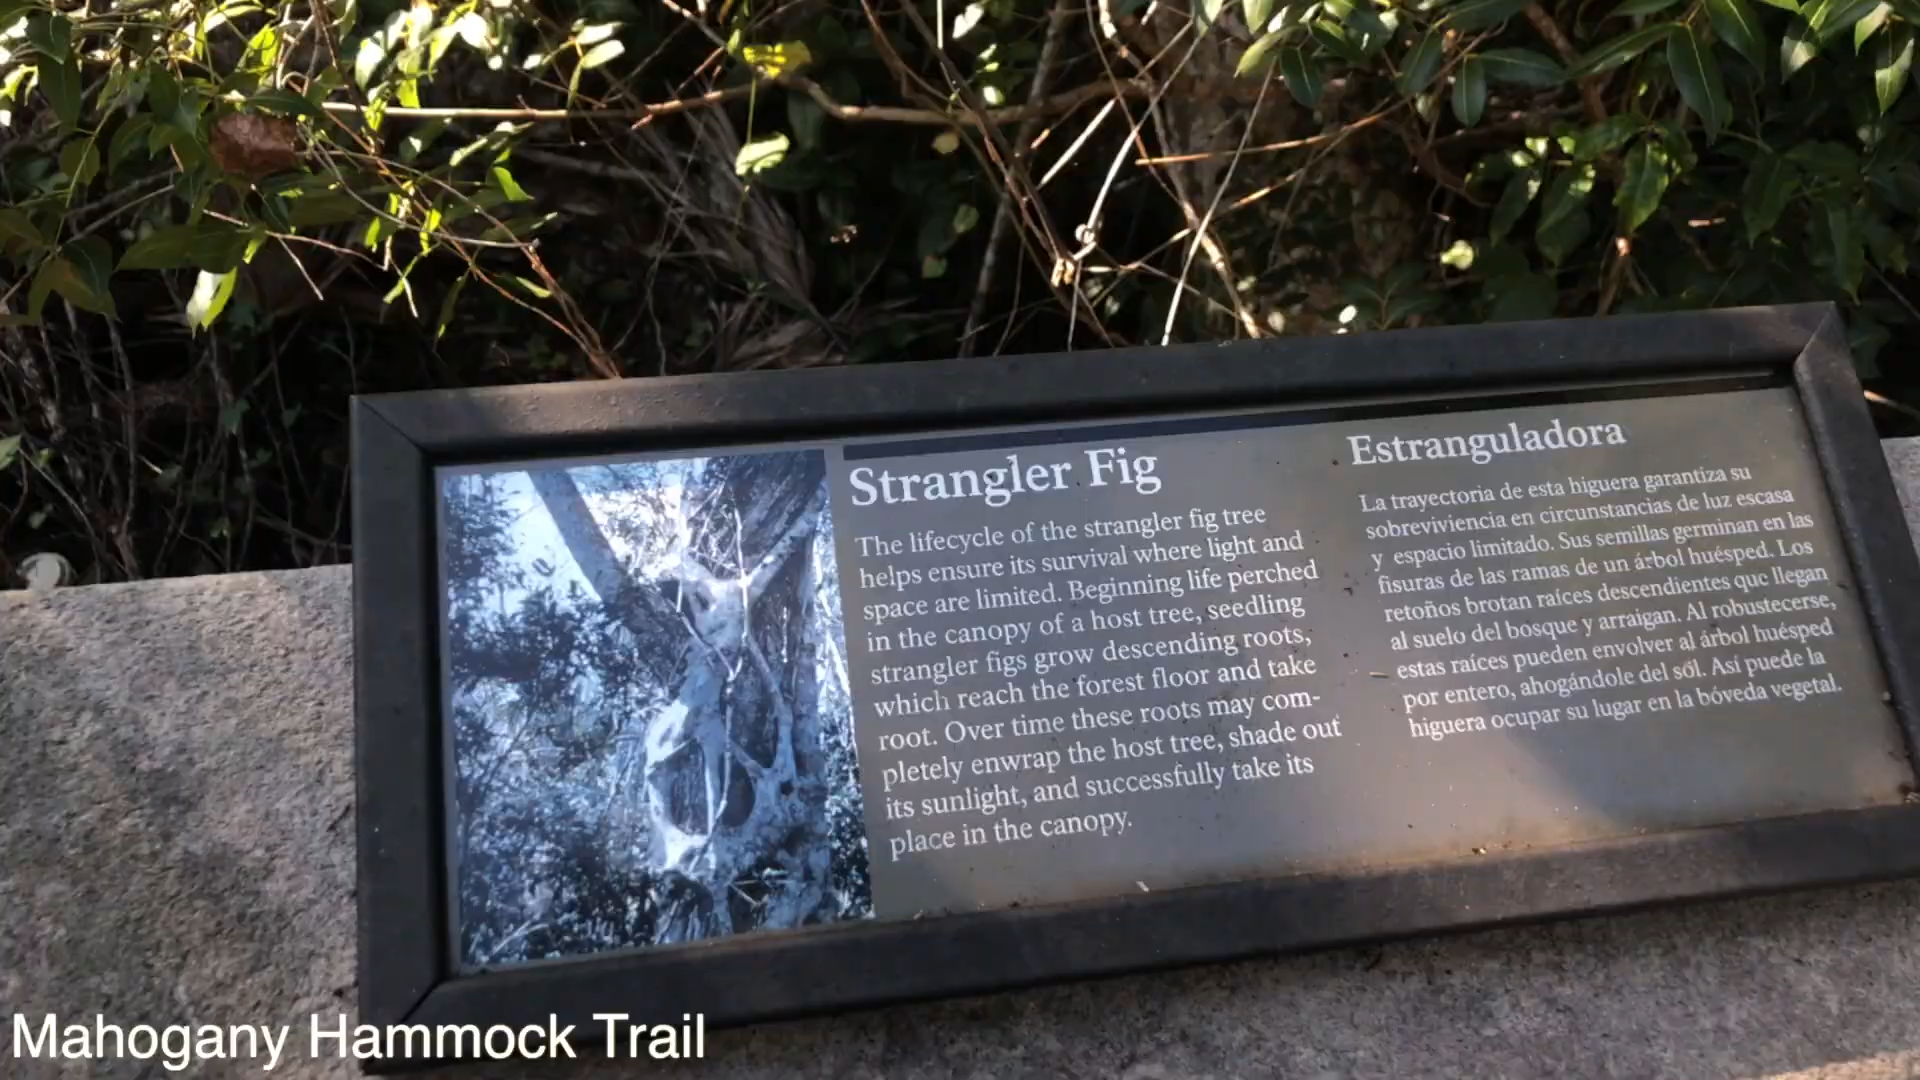 Strangler Fig
The lifecycle of the strangler fig tree
helps ensure its survival where light and
space are limited. Beginning life perched
in the canopy of a host tree, seedling
strangler figs grow descending roots,
which reach the forest floor and take
root. Over time these roots may com-
pletely enwrap the host tree, shade out
its sunlight, and successfully take its
place in the canopy.
Estranguladora
La trayectoria de esta higuera garantiza su
sobreviviencia en circunstancias de luz escasa
y espacio limitado. Sus semillas germinan en las
fisuras de las ramas de un árbol huésped. Los
retoños brotan raíces descendientes que llegan
al suelo del bosque y arraigan. Al robustecerse,
estas raíces pueden envolver al árbol huésped
por entero, ahogándole del sól. Así puede la
higuera ocupar su lugar en la bóveda vegetal.
Mahogany Hammock Trail